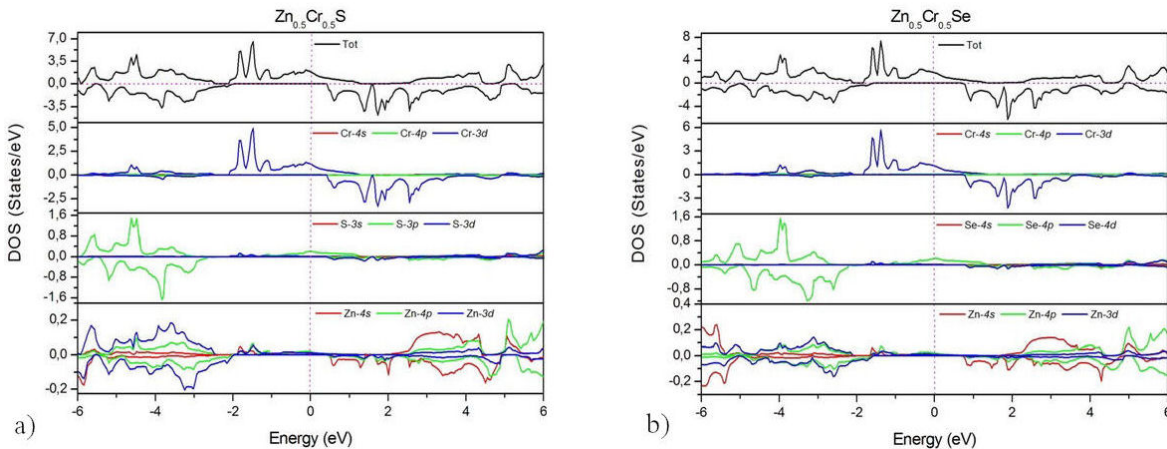 Zn0.5Cr0.5S
DOS (States/eV)
7,0
3,5
0,0
-3,5
Tot
5,0
2,5
0,0
-2,5
Cr-4s Cr-4p Cr-3d
1,6
0,8
0,0
-0,8
-1,6
S-3s S-3p S-3d
0,2
0,0
-0,2
Zn-4s Zn-4p Zn-3d
-6 -4 -2 0 2 4 6
Energy (eV)
a)
Zn0.5Cr0.5Se
DOS (States/eV)
8
4
0
-4
Tot
6
3
0
-3
Cr-4s Cr-4p Cr-3d
1,6
0,8
0,0
-0,8
Se-4s Se-4p Se-4d
0,4
0,2
0,0
-0,2
Zn-4s Zn-4p Zn-3d
-6 -4 -2 0 2 4 6
Energy (eV)
b)